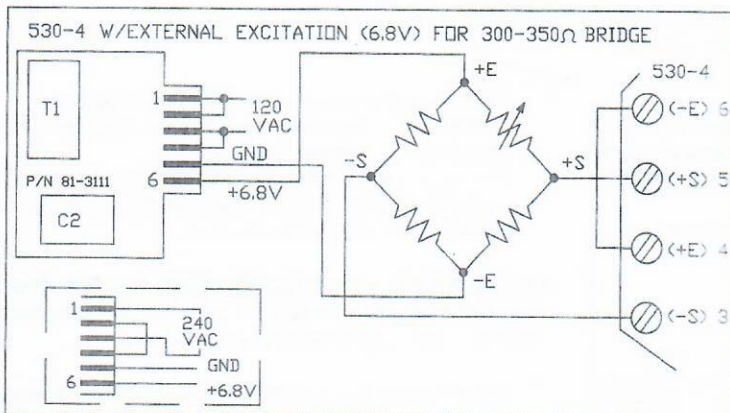 530-4 W/EXTERNAL EXCITATION (6.8V) FOR 300-350Ω BRIDGE
+E
530-4
T1
1
120
VAC
(-E) 6
GND
-S
+S
(+S) 5
P/N 81-3111
6
+6.8V
C2
(+E) 4
-E
1
240
VAC
(-S) 3
GND
6
+6.8V